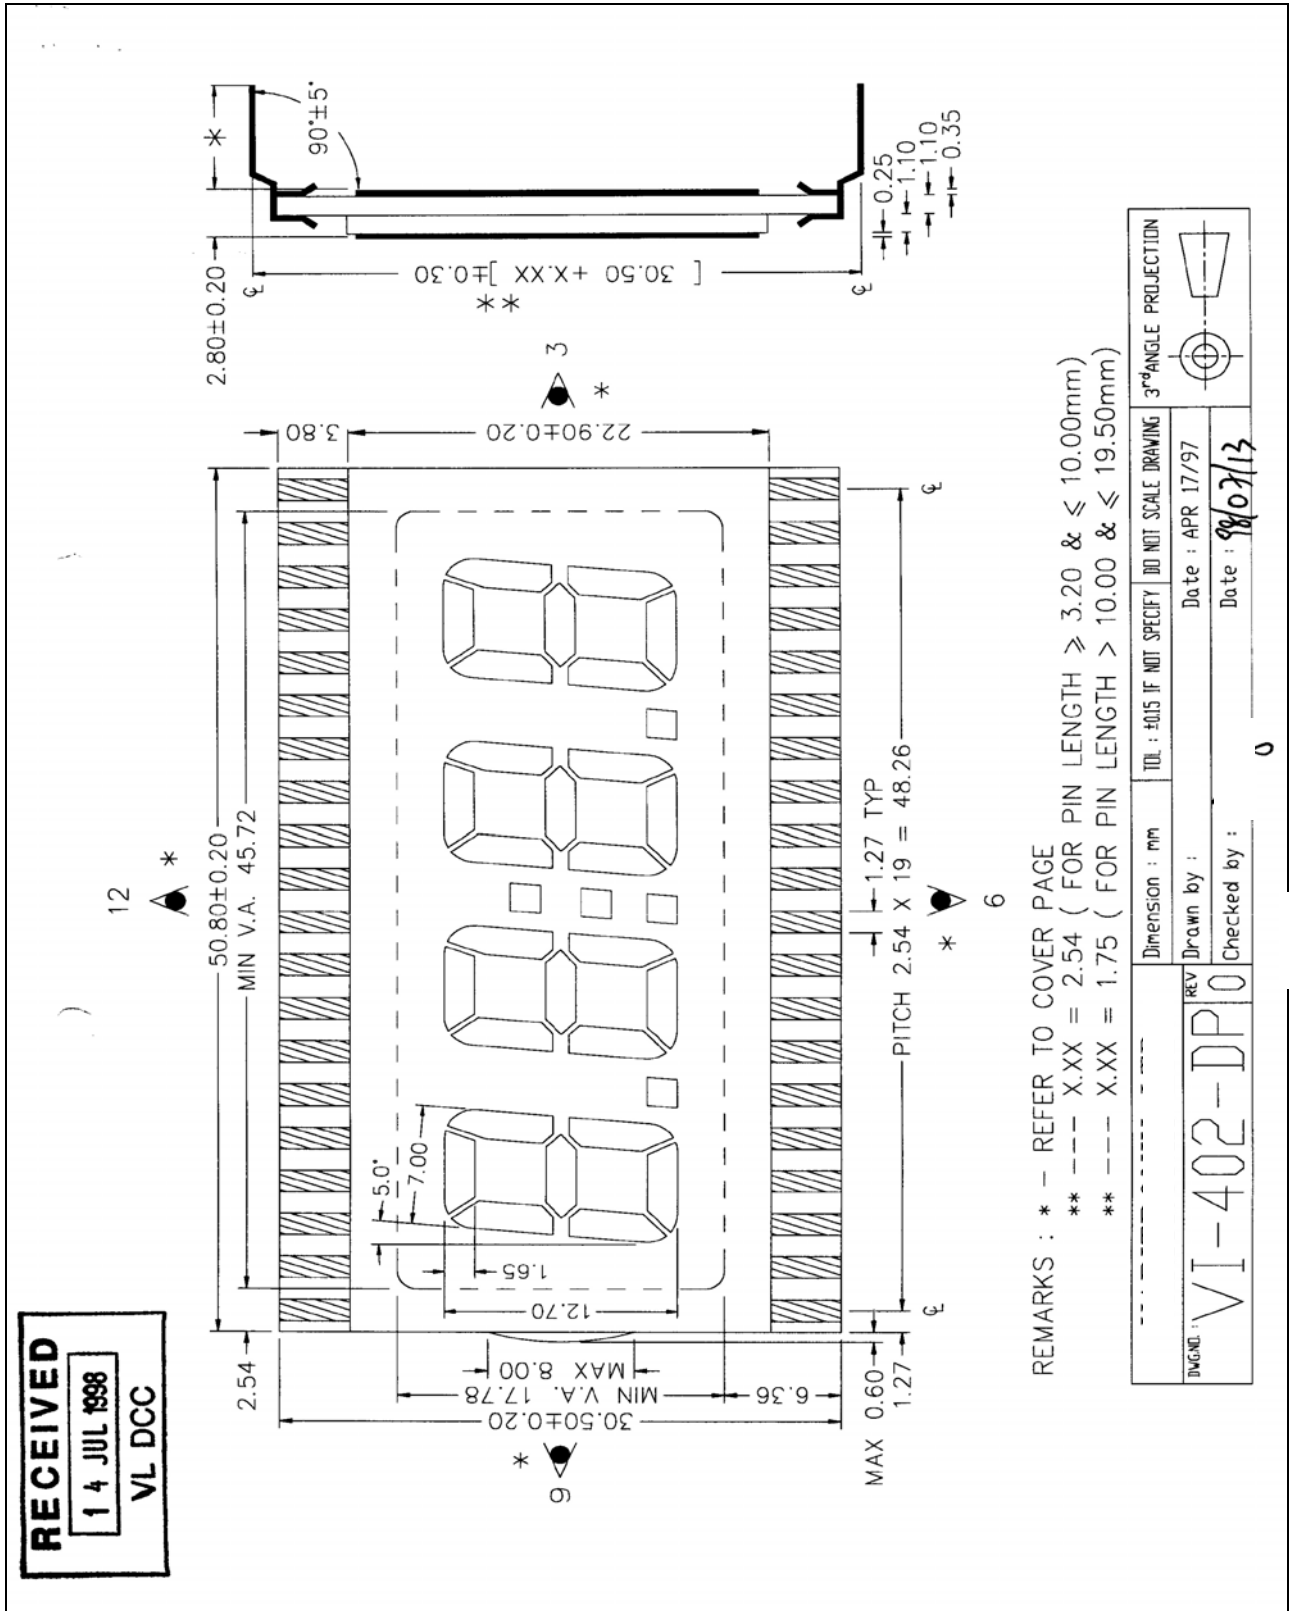 RECEIVED
14 JUL 1998
VL DCC
2.80±0.20
*
90°±5°
** [ 30.50 +X.XX ]±0.30
0.25
1.10
1.10
0.35
12
*
3
*
6
*
9
*
50.80±0.20
MIN V.A. 45.72
2.54
3.80
22.90±0.20
5.0°
7.00
1.65
12.70
MAX 8.00
MIN V.A. 17.78
30.50±0.20
6.36
MAX 0.60
1.27
1.27 TYP
PITCH 2.54 X 19 = 48.26
REMARKS : * - REFER TO COVER PAGE
** --- X.XX = 2.54 ( FOR PIN LENGTH ⩾ 3.20 & ⩽ 10.00mm)
** --- X.XX = 1.75 ( FOR PIN LENGTH > 10.00 & ⩽ 19.50mm)
Dimension : mm
TOL : ±0.15 IF NOT SPECIFY
DO NOT SCALE DRAWING
3rd ANGLE PROJECTION
DWG.NO. : VI-402-DP
REV 0
Drawn by :
Date : APR 17/97
Checked by :
Date : 98/07/13